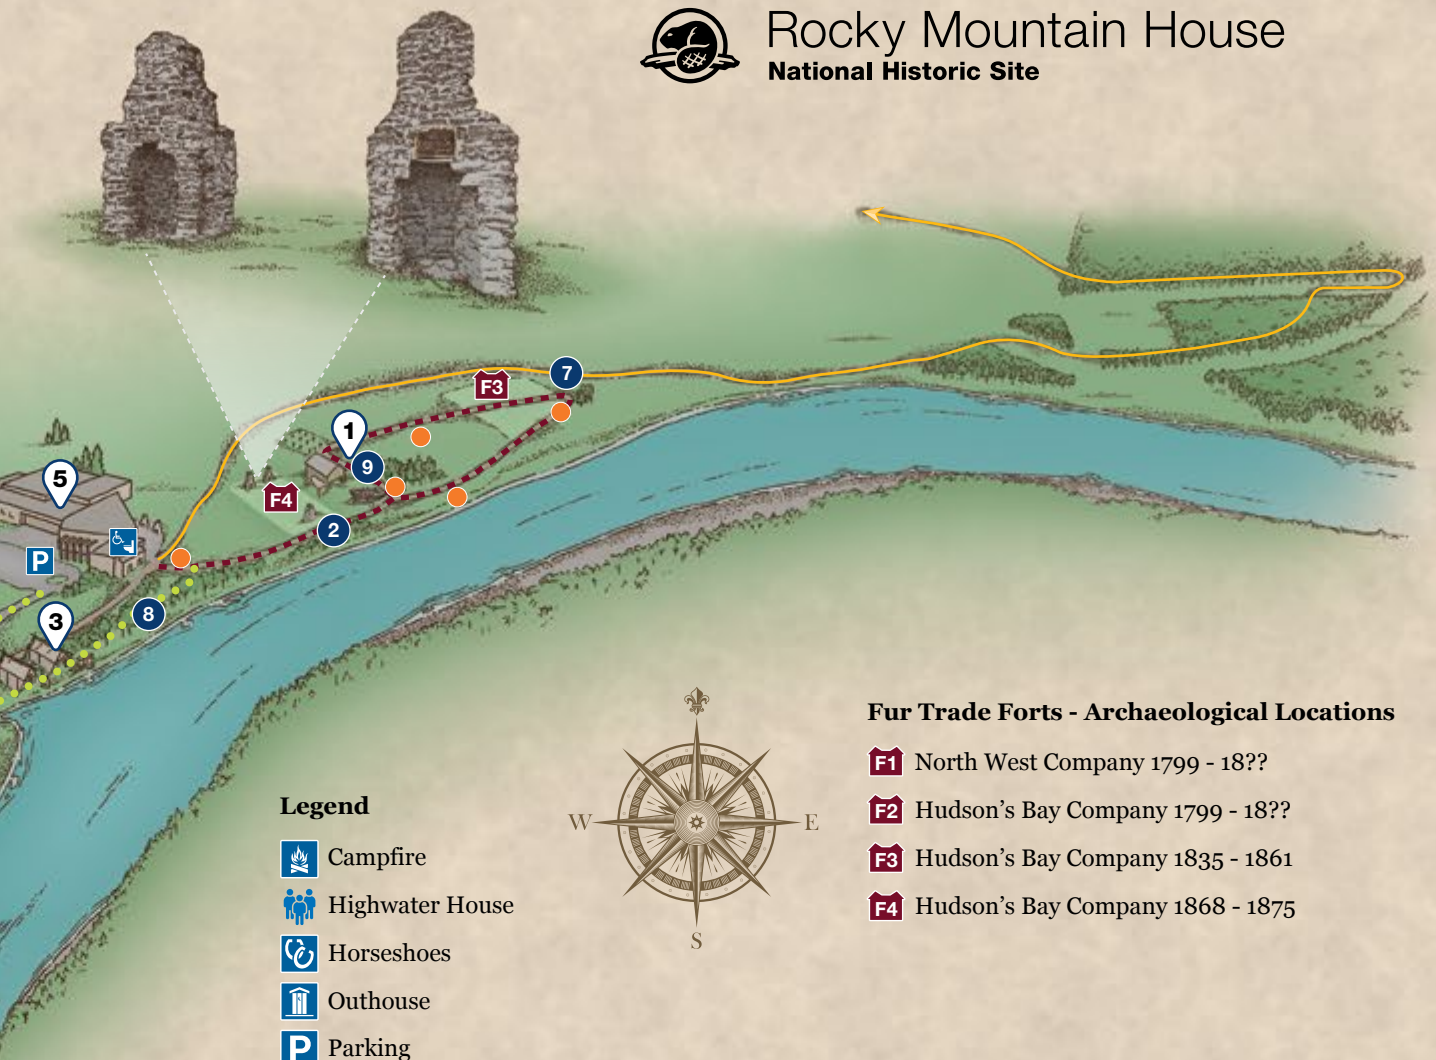 Rocky Mountain House
National Historic Site
F3
7
1
9
5
F4
2
P
8
3
Fur Trade Forts - Archaeological Locations
F1 North West Company 1799 - 18??
F2 Hudson's Bay Company 1799 - 18??
F3 Hudson's Bay Company 1835 - 1861
F4 Hudson's Bay Company 1868 - 1875
W
E
S
Legend
Campfire
Highwater House
Horseshoes
Outhouse
P Parking